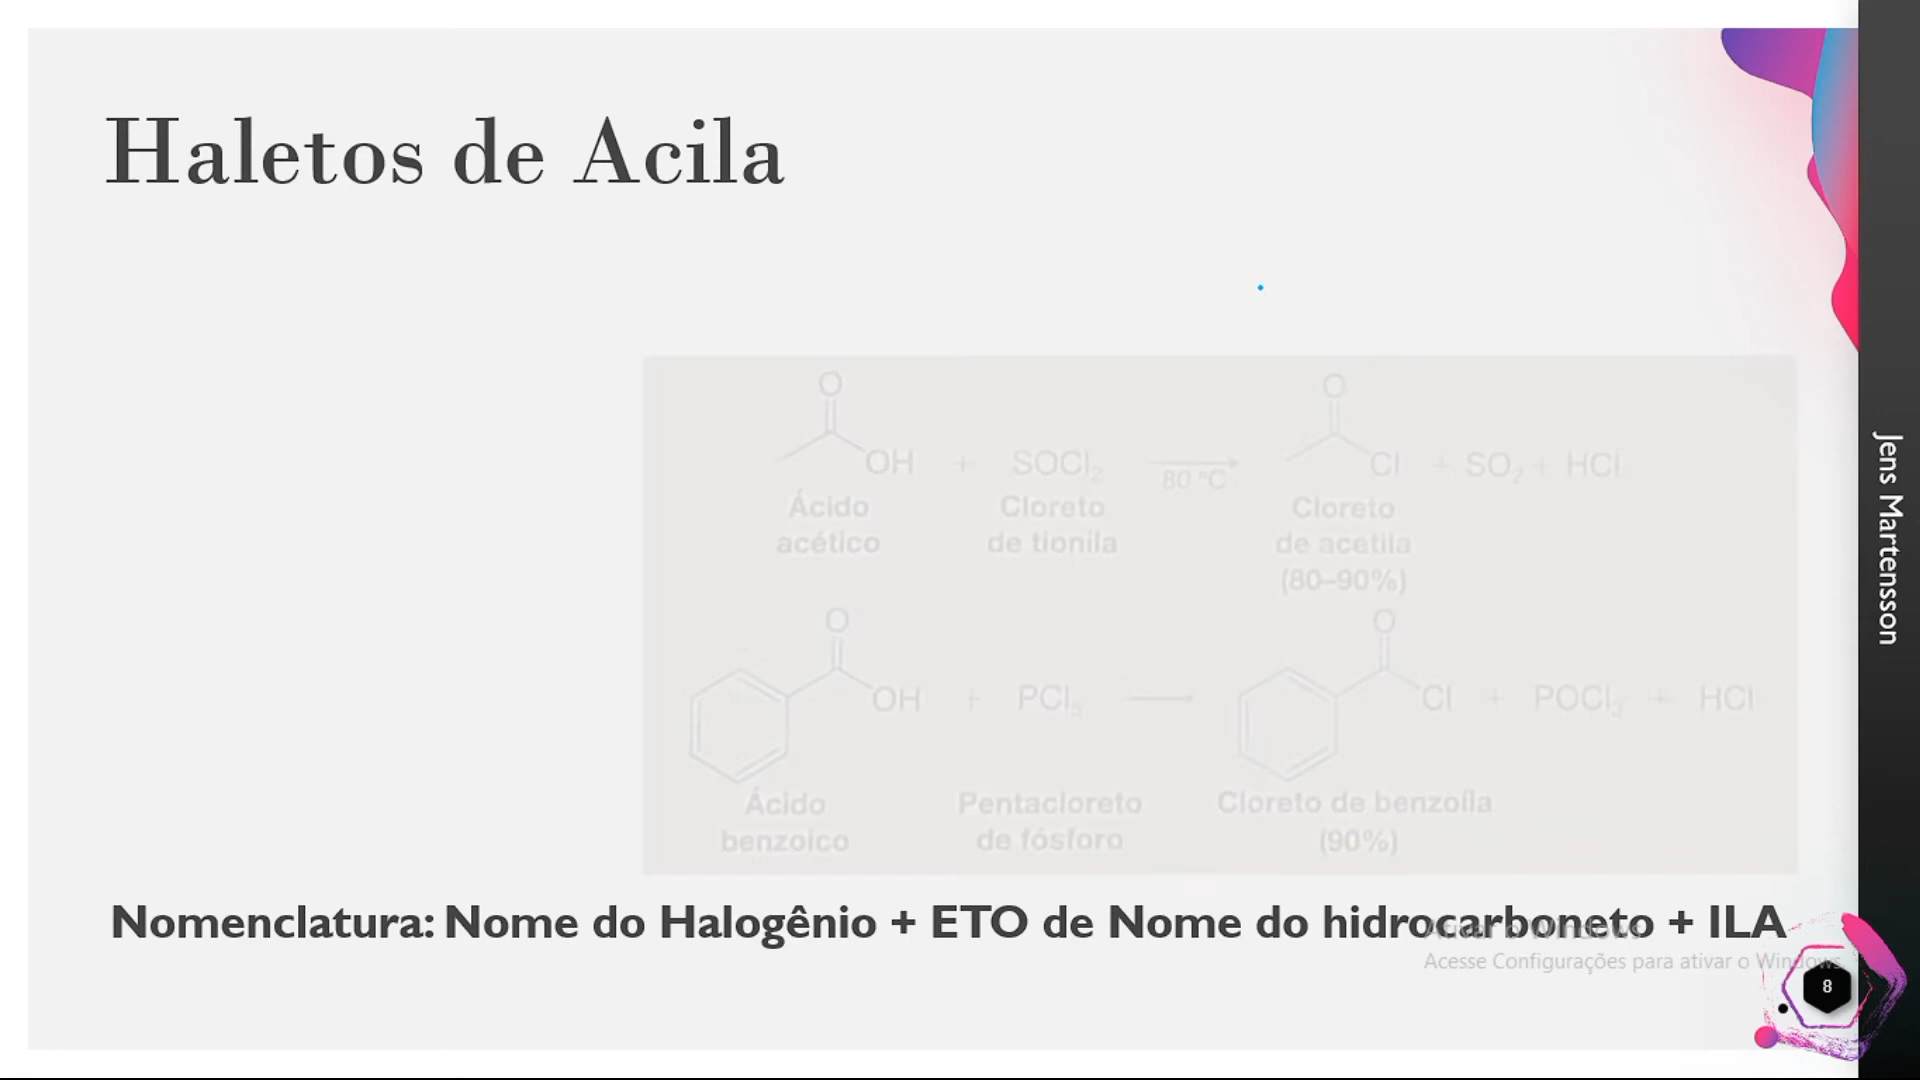 Haletos de Acila
O O
OH + SOCl₂ 80 °C Cl + SO₂ + HCl
Ácido Cloreto Cloreto
acético de tionila de acetila
(80–90%)
O O
OH + PCl₅ Cl + POCl₃ + HCl
Ácido Pentacloreto Cloreto de benzoíla
benzoico de fósforo (90%)
Nomenclatura: Nome do Halogênio + ETO de Nome do hidrocarboneto + ILA
Ativar o Windows
Acesse Configurações para ativar o Windows.
8
Jens Martensson